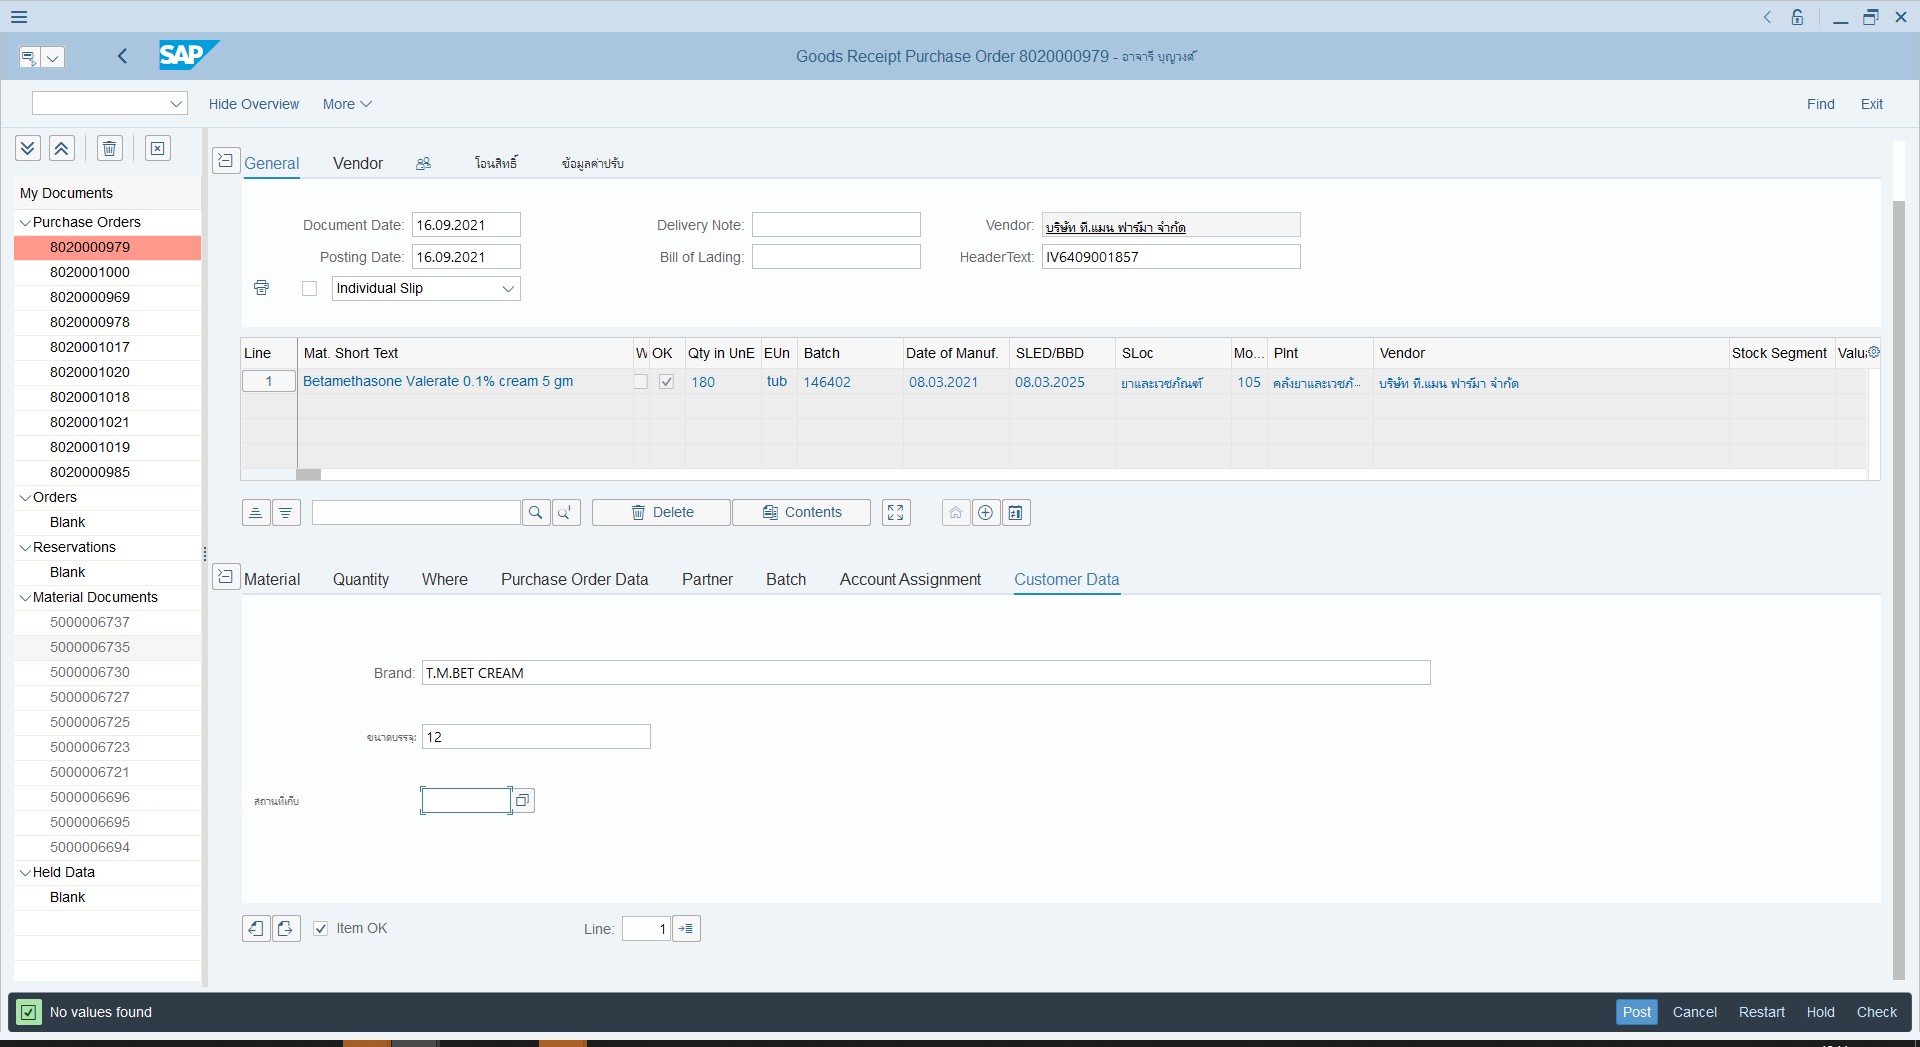 SAP
Goods Receipt Purchase Order 8020000979 - อาจารี บุญวงศ์
Hide Overview More
Find Exit
My Documents
Purchase Orders
8020000979
8020001000
8020000969
8020000978
8020001017
8020001020
8020001018
8020001021
8020001019
8020000985
Orders
Blank
Reservations
Blank
Material Documents
5000006737
5000006735
5000006730
5000006727
5000006725
5000006723
5000006721
5000006696
5000006695
5000006694
Held Data
Blank
General Vendor โอนสิทธิ์ ข้อมูลค่าปรับ
Document Date: 16.09.2021 Delivery Note: Vendor: บริษัท ที.แมน ฟาร์มา จำกัด
Posting Date: 16.09.2021 Bill of Lading: HeaderText: IV6409001857
Individual Slip
Line Mat. Short Text W OK Qty in UnE EUn Batch Date of Manuf. SLED/BBD SLoc Mo... Plnt Vendor Stock Segment Valua
1 Betamethasone Valerate 0.1% cream 5 gm 180 tub 146402 08.03.2021 08.03.2025 ยาและเวชภัณฑ์ 105 คลังยาและเวชภั... บริษัท ที.แมน ฟาร์มา จำกัด
Delete Contents
Material Quantity Where Purchase Order Data Partner Batch Account Assignment Customer Data
Brand: T.M.BET CREAM
ขนาดบรรจุ: 12
สถานที่เก็บ
Item OK Line: 1
No values found
Post Cancel Restart Hold Check